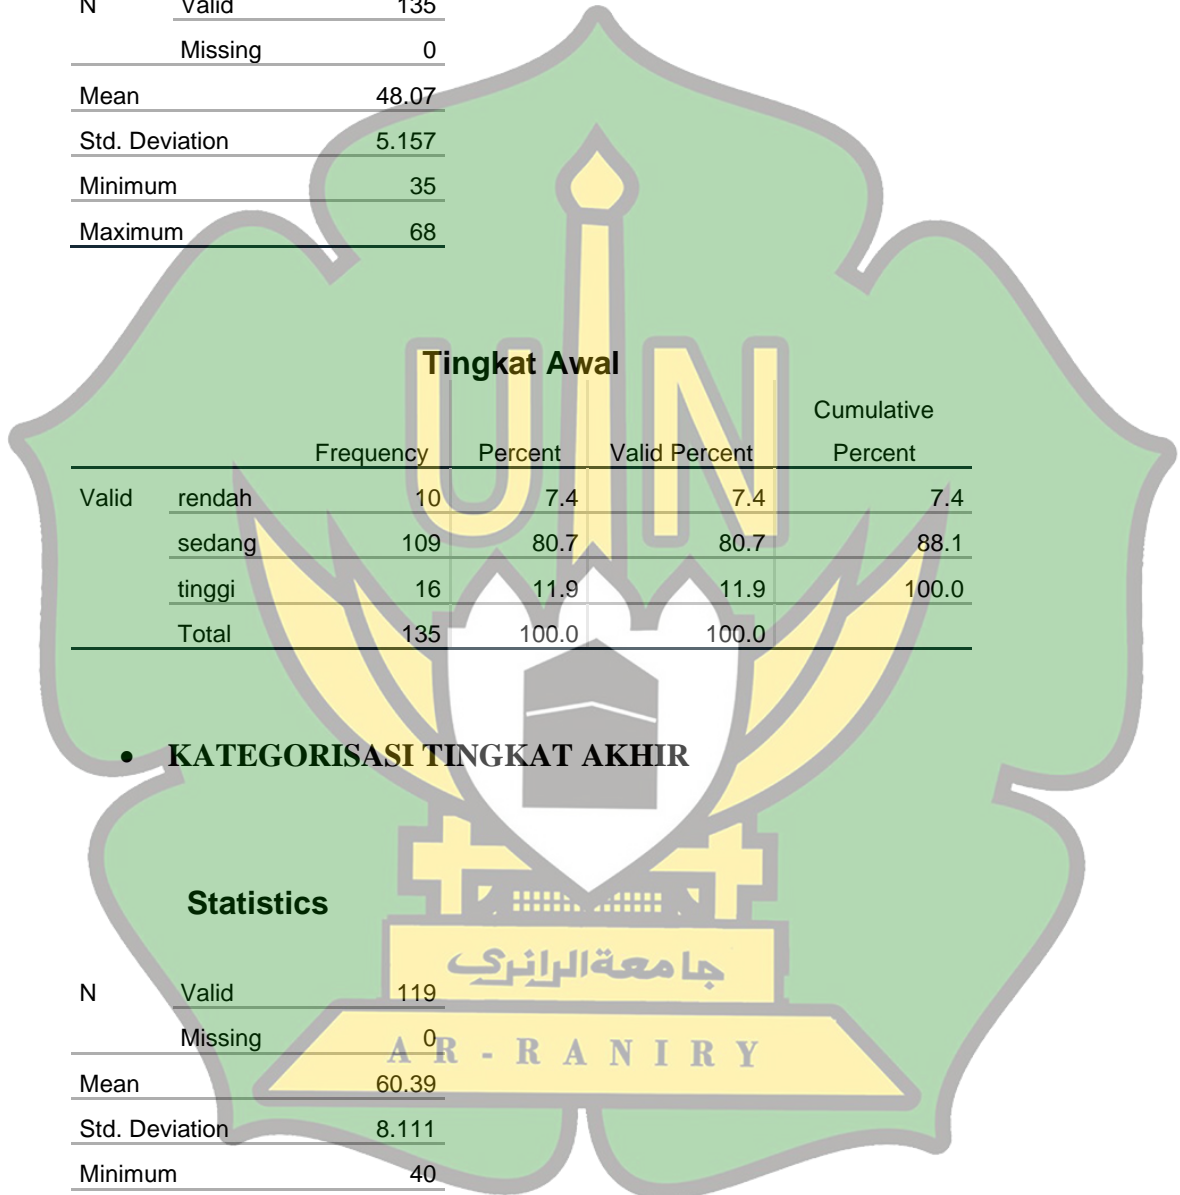 N Valid 135
Missing 0
Mean 48.07
Std. Deviation 5.157
Minimum 35
Maximum 68
UIN
Tingkat Awal
Cumulative
Frequency Percent Valid Percent Percent
Valid rendah 10 7.4 7.4 7.4
sedang 109 80.7 80.7 88.1
tinggi 16 11.9 11.9 100.0
Total 135 100.0 100.0
• KATEGORISASI TINGKAT AKHIR
Statistics
جامعة الرانري
N Valid 119
Missing 0
AR-RANIRY
Mean 60.39
Std. Deviation 8.111
Minimum 40